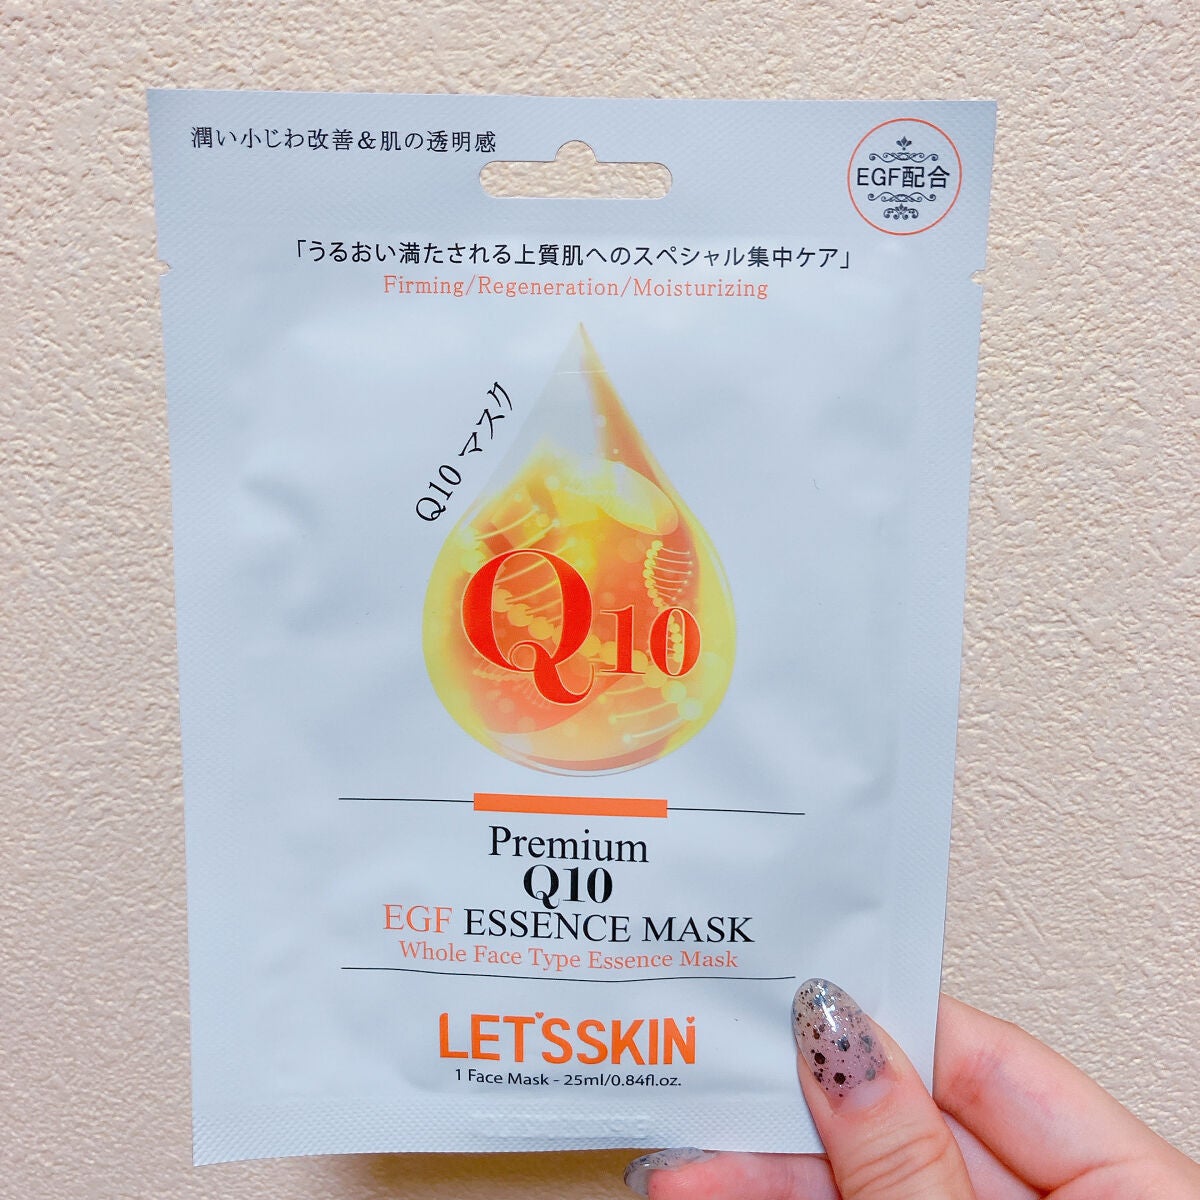 潤い小じわ改善&肌の透明感
EGF配合
「うるおい満たされる上質肌へのスペシャル集中ケア」
Firming/Regeneration/Moisturizing
Q10 マスク
Q10
Premium
Q10
EGF ESSENCE MASK
Whole Face Type Essence Mask
LET'SSKIN
1 Face Mask - 25ml/0.84fl.oz.